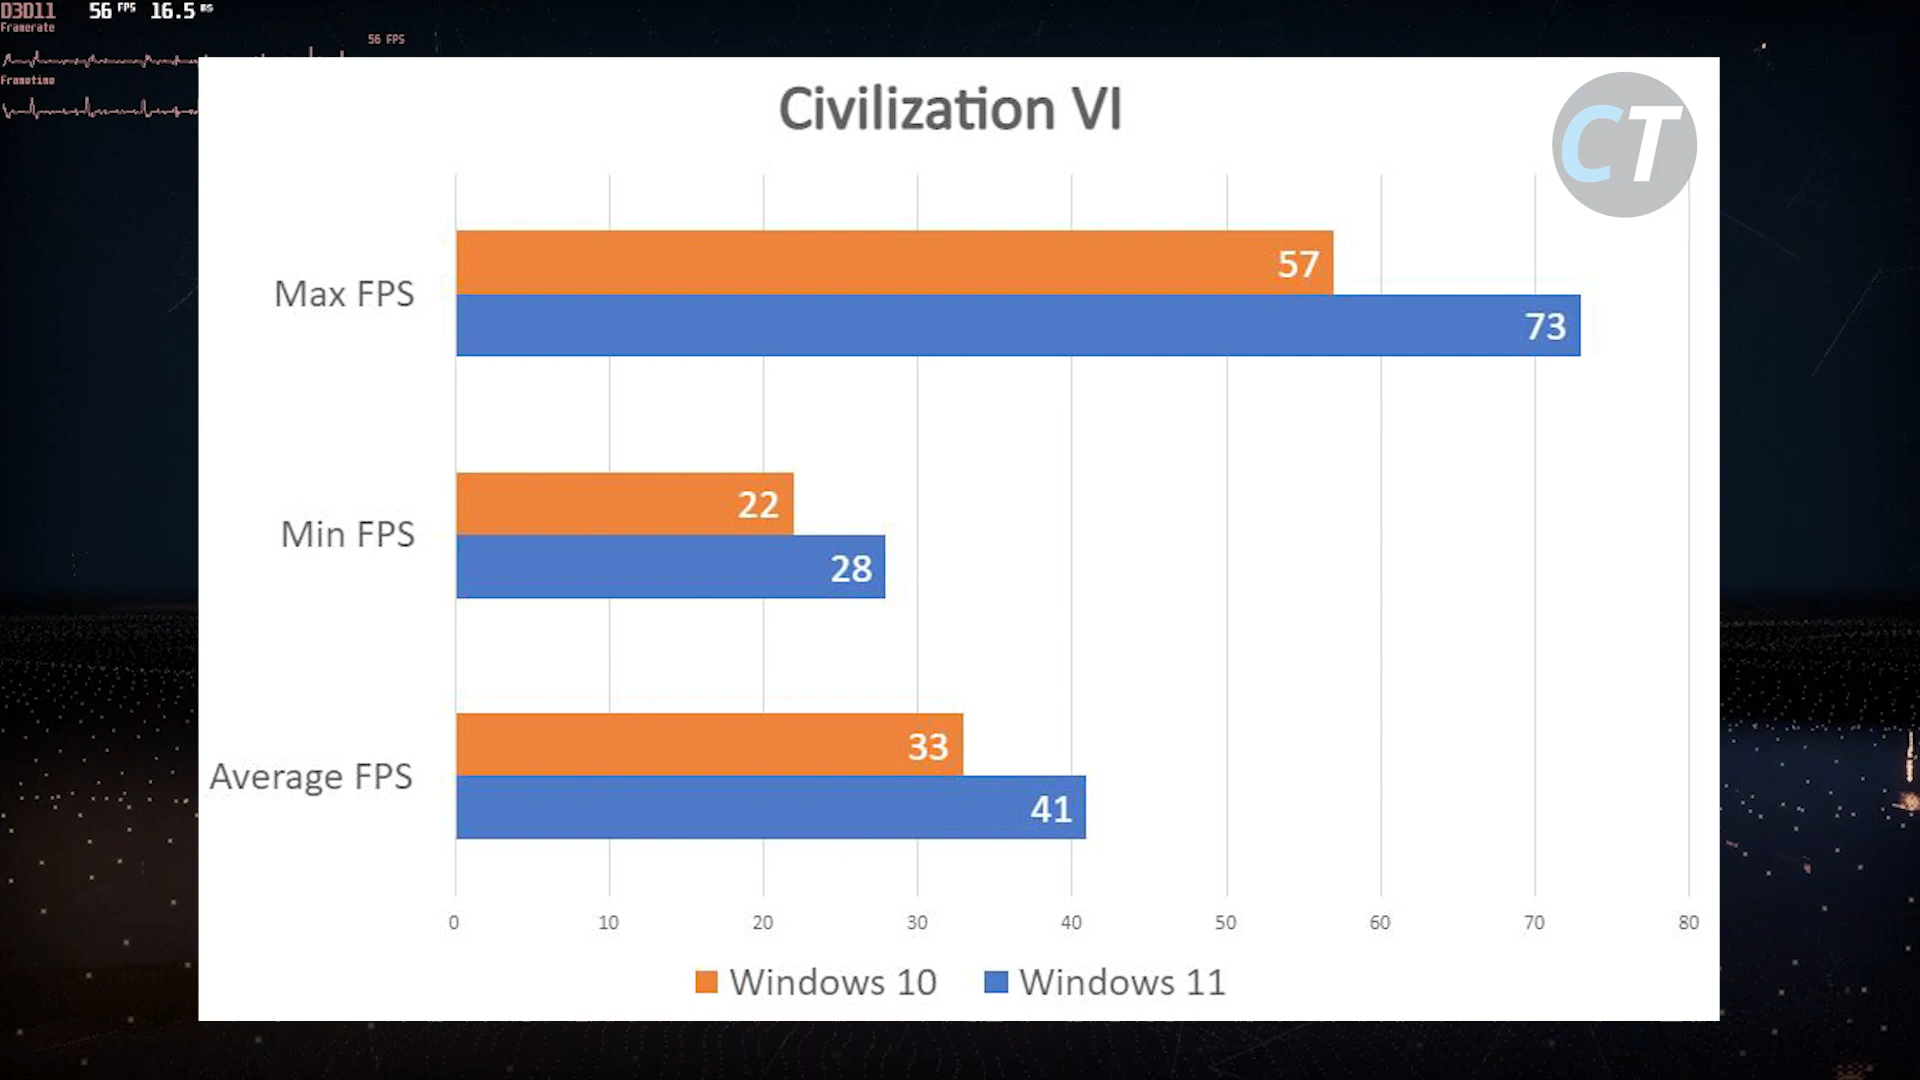 D3D11 56 FPS 16.5 ms
Framerate
56 FPS
Frametime
Civilization VI
CT
Max FPS
57
73
Min FPS
22
28
Average FPS
33
41
0 10 20 30 40 50 60 70 80
Windows 10 Windows 11